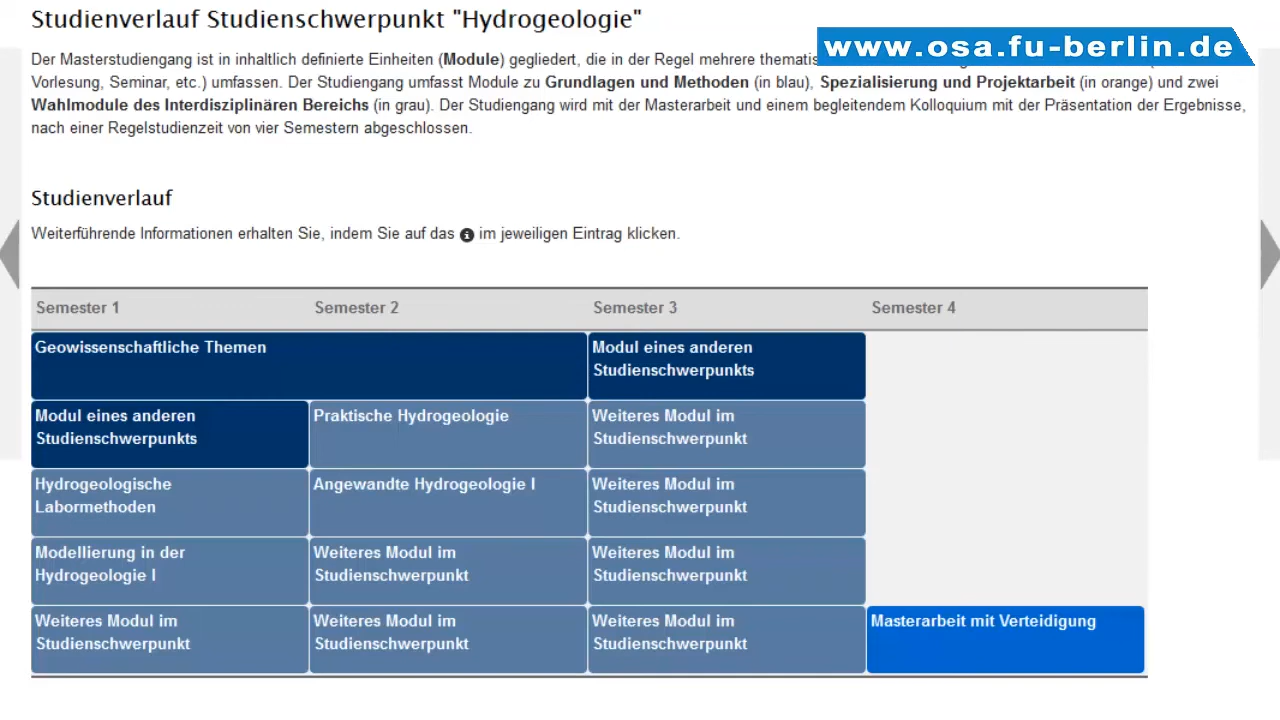 Studienverlauf Studienschwerpunkt "Hydrogeologie"
www.osa.fu-berlin.de
Der Masterstudiengang ist in inhaltlich definierte Einheiten (Module) gegliedert, die in der Regel mehrere thematis
Vorlesung, Seminar, etc.) umfassen. Der Studiengang umfasst Module zu Grundlagen und Methoden (in blau), Spezialisierung und Projektarbeit (in orange) und zwei
Wahlmodule des Interdisziplinären Bereichs (in grau). Der Studiengang wird mit der Masterarbeit und einem begleitendem Kolloquium mit der Präsentation der Ergebnisse,
nach einer Regelstudienzeit von vier Semestern abgeschlossen.
Studienverlauf
Weiterführende Informationen erhalten Sie, indem Sie auf das i im jeweiligen Eintrag klicken.
Semester 1 Semester 2 Semester 3 Semester 4
Geowissenschaftliche Themen
Modul eines anderen
Studienschwerpunkts
Modul eines anderen
Studienschwerpunkts
Praktische Hydrogeologie
Weiteres Modul im
Studienschwerpunkt
Hydrogeologische
Labormethoden
Angewandte Hydrogeologie I
Weiteres Modul im
Studienschwerpunkt
Modellierung in der
Hydrogeologie I
Weiteres Modul im
Studienschwerpunkt
Weiteres Modul im
Studienschwerpunkt
Weiteres Modul im
Studienschwerpunkt
Weiteres Modul im
Studienschwerpunkt
Weiteres Modul im
Studienschwerpunkt
Masterarbeit mit Verteidigung